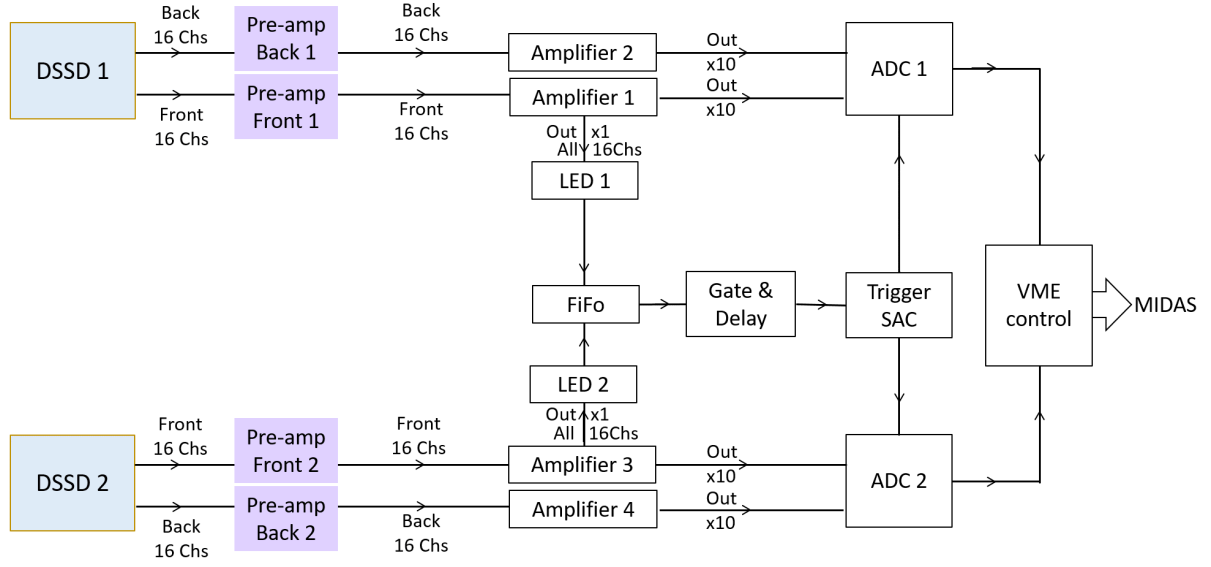 Back
16 Chs
Pre-amp
Back 1
Back
16 Chs
Amplifier 2
Out
x10
DSSD 1
ADC 1
Front
16 Chs
Pre-amp
Front 1
Front
16 Chs
Amplifier 1
Out
x10
Out x1
All 16Chs
LED 1
FiFo
Gate &
Delay
Trigger
SAC
VME
control
MIDAS
LED 2
Out x1
All 16Chs
Front
16 Chs
Pre-amp
Front 2
Front
16 Chs
Amplifier 3
Out
x10
DSSD 2
ADC 2
Back
16 Chs
Pre-amp
Back 2
Back
16 Chs
Amplifier 4
Out
x10